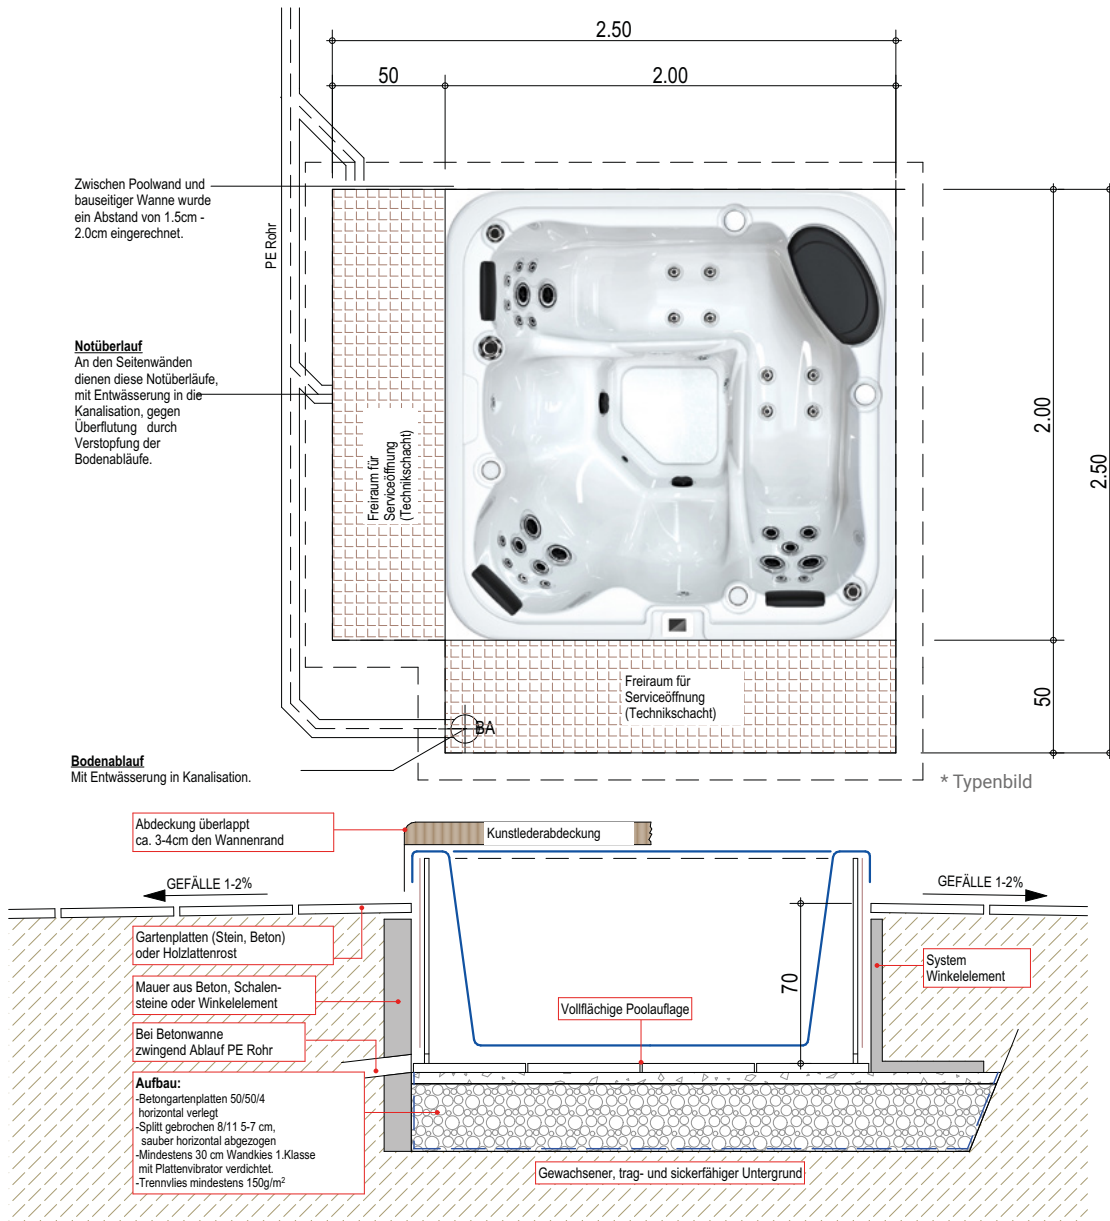 2.50
50
2.00
Zwischen Poolwand und
bauseitiger Wanne wurde
ein Abstand von 1.5cm -
2.0cm eingerechnet.
PE Rohr
Notüberlauf
An den Seitenwänden
dienen diese Notüberläufe,
mit Entwässerung in die
Kanalisation, gegen
Überflutung durch
Verstopfung der
Bodenabläufe.
Freiraum für
Serviceöffnung
(Technikschacht)
2.00
2.50
50
Freiraum für
Serviceöffnung
(Technikschacht)
BA
Bodenablauf
Mit Entwässerung in Kanalisation.
* Typenbild
Abdeckung überlappt
ca. 3-4cm den Wannenrand
Kunstlederabdeckung
GEFÄLLE 1-2%
GEFÄLLE 1-2%
Gartenplatten (Stein, Beton)
oder Holzlattenrost
System
Winkelelement
Mauer aus Beton, Schalen-
steine oder Winkelelement
70
Vollflächige Poolauflage
Bei Betonwanne
zwingend Ablauf PE Rohr
Aufbau:
-Betongartenplatten 50/50/4
horizontal verlegt
-Splitt gebrochen 8/11 5-7 cm,
sauber horizontal abgezogen
-Mindestens 30 cm Wandkies 1.Klasse
mit Plattenvibrator verdichtet.
-Trennvlies mindestens 150g/m²
Gewachsener, trag- und sickerfähiger Untergrund